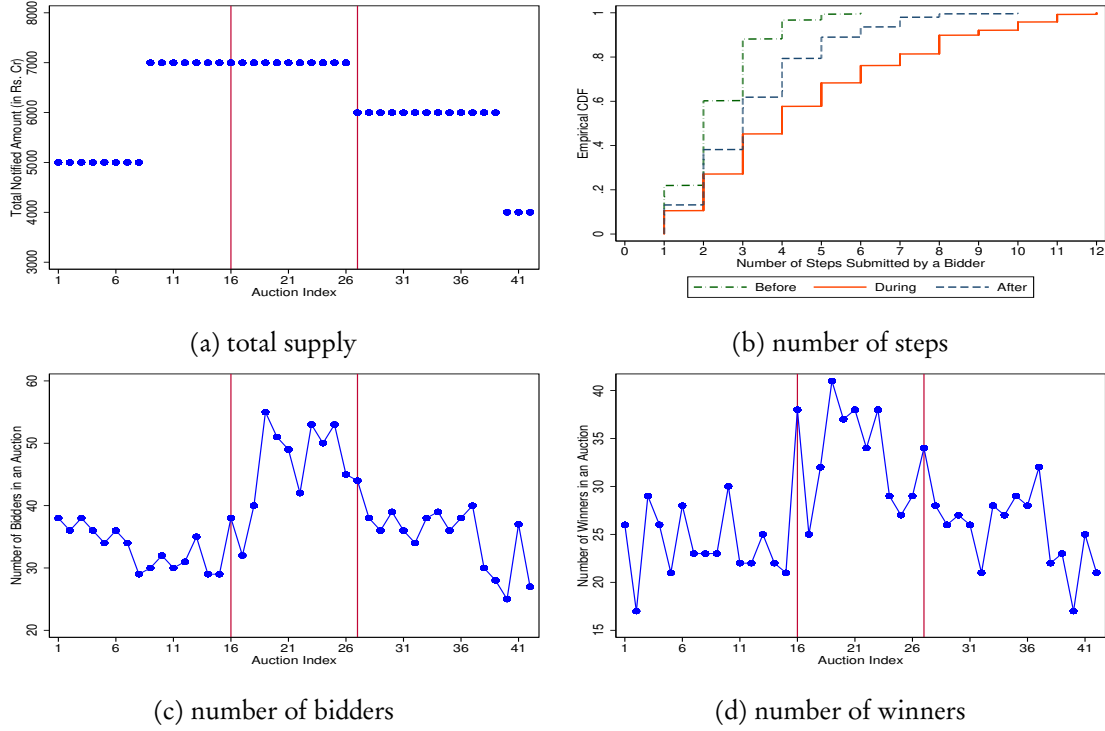 8000
7000
6000
5000
4000
3000
Total Notified Amount (in Rs. Cr)
1 6 11 16 21 26 31 36 41
Auction Index
(a) total supply
1
.8
.6
.4
.2
0
Empirical CDF
0 1 2 3 4 5 6 7 8 9 10 11 12
Number of Steps Submitted by a Bidder
Before During After
(b) number of steps
60
50
40
30
20
Number of Bidders in an Auction
1 6 11 16 21 26 31 36 41
Auction Index
(c) number of bidders
40
35
30
25
20
15
Number of Winners in an Auction
1 6 11 16 21 26 31 36 41
Auction Index
(d) number of winners